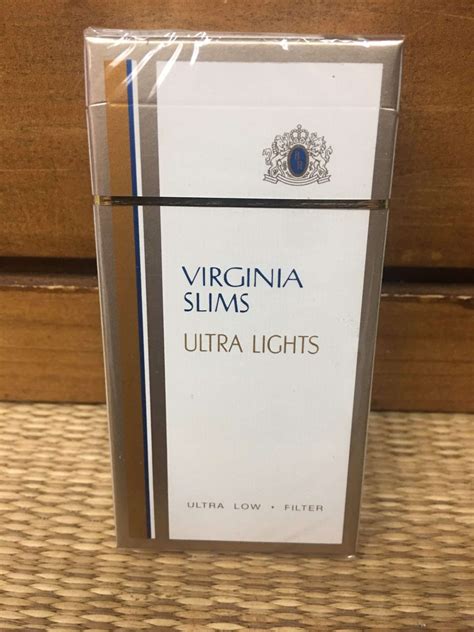 VIRGINIA
SLIMS
ULTRA LIGHTS
ULTRA LOW • FILTER